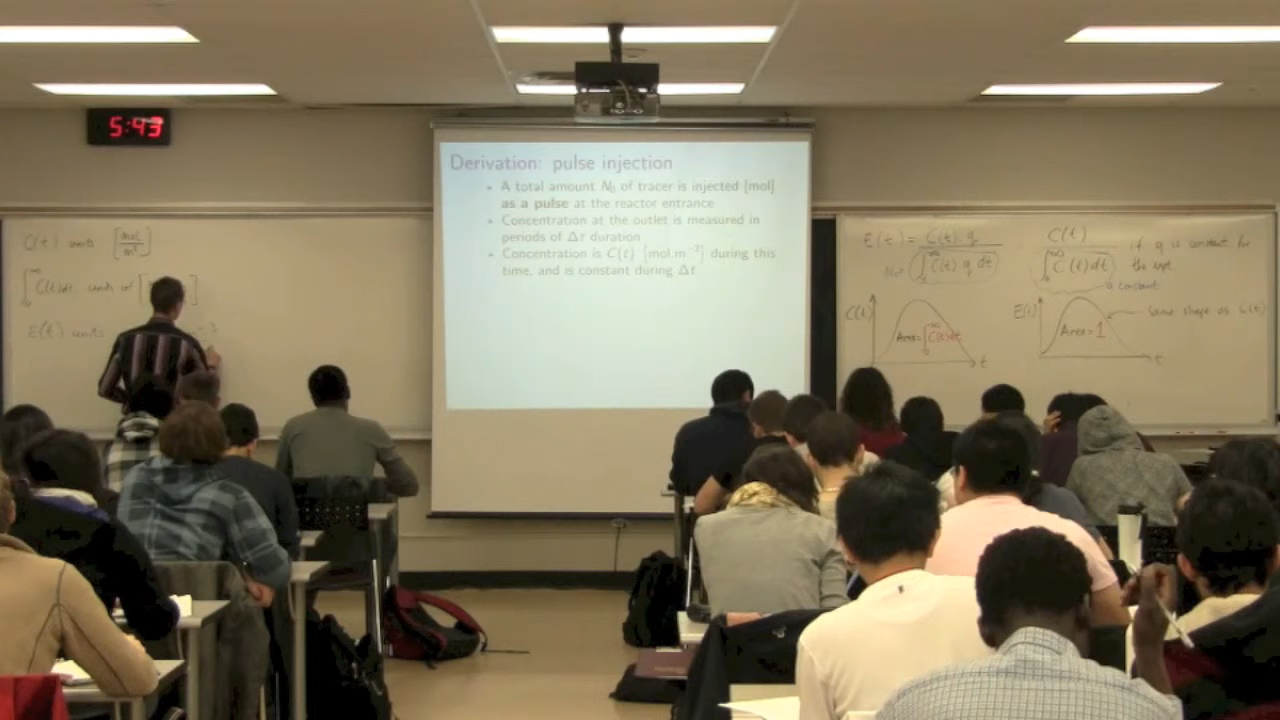 5:43
C(t) units [mol/m³]
∫₀^∞ C(t)dt units of [
E(t) units
Derivation: pulse injection
A total amount N₀ of tracer is injected [mol]
as a pulse at the reactor entrance
Concentration at the outlet is measured in
periods of Δt duration
Concentration is C(t) [mol.m⁻³] during this
time, and is constant during Δt
E(t) = C(t) q
∫₀^∞ C(t) q dt
C(t)
∫₀^∞ C(t)dt
if q is constant for
the expt
a constant
C(t)
Area = ∫₀^∞ C(t)dt
t
E(t)
Area = 1
t
Same shape as C(t)